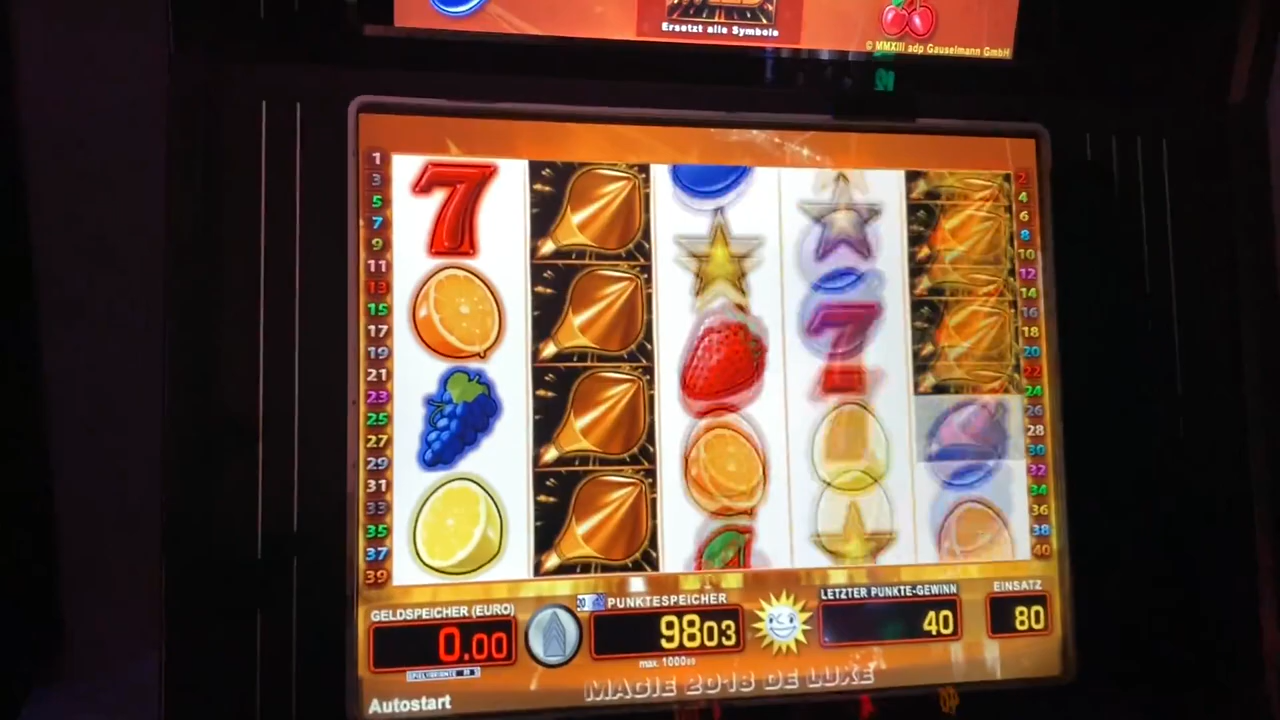 Ersetzt alle Symbole
© MMXIII adp Gauselmann GmbH
1 2
3 4
5 6
7 8
9 10
11 12
13 14
15 16
17 18
19 20
21 22
23 24
25 26
27 28
29 30
31 32
33 34
35 36
37 38
39 40
7
7
GELDSPEICHER (EURO)
PUNKTESPEICHER
LETZTER PUNKTE-GEWINN
EINSATZ
0.00
9803
40
80
max. 100000
MAGIE 2018 DE LUXE
Autostart